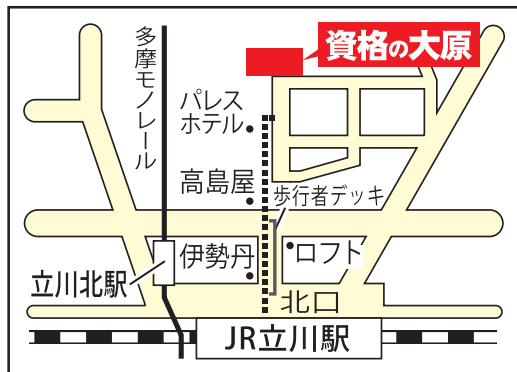 資格の大原
多摩モノレール
パレス
ホテル
高島屋
歩行者デッキ
伊勢丹
ロフト
立川北駅
北口
JR立川駅